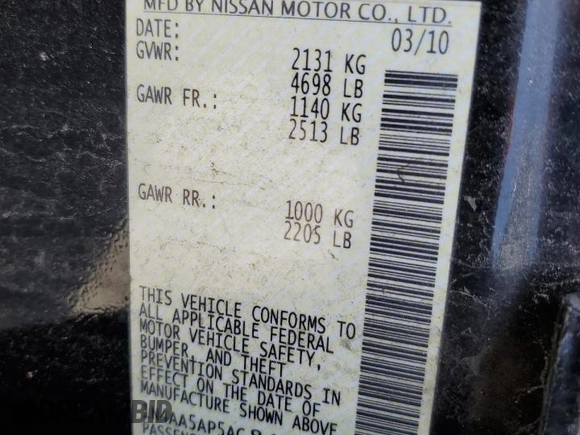 MFD BY NISSAN MOTOR CO., LTD.
DATE: 03/10
GVWR: 2131 KG
4698 LB
GAWR FR.: 1140 KG
2513 LB
GAWR RR.: 1000 KG
2205 LB
THIS VEHICLE CONFORMS TO
ALL APPLICABLE FEDERAL
MOTOR VEHICLE SAFETY,
BUMPER, AND THEFT
PREVENTION STANDARDS IN
EFFECT ON THE DATE OF
MANUFACTURE SHOWN ABOVE